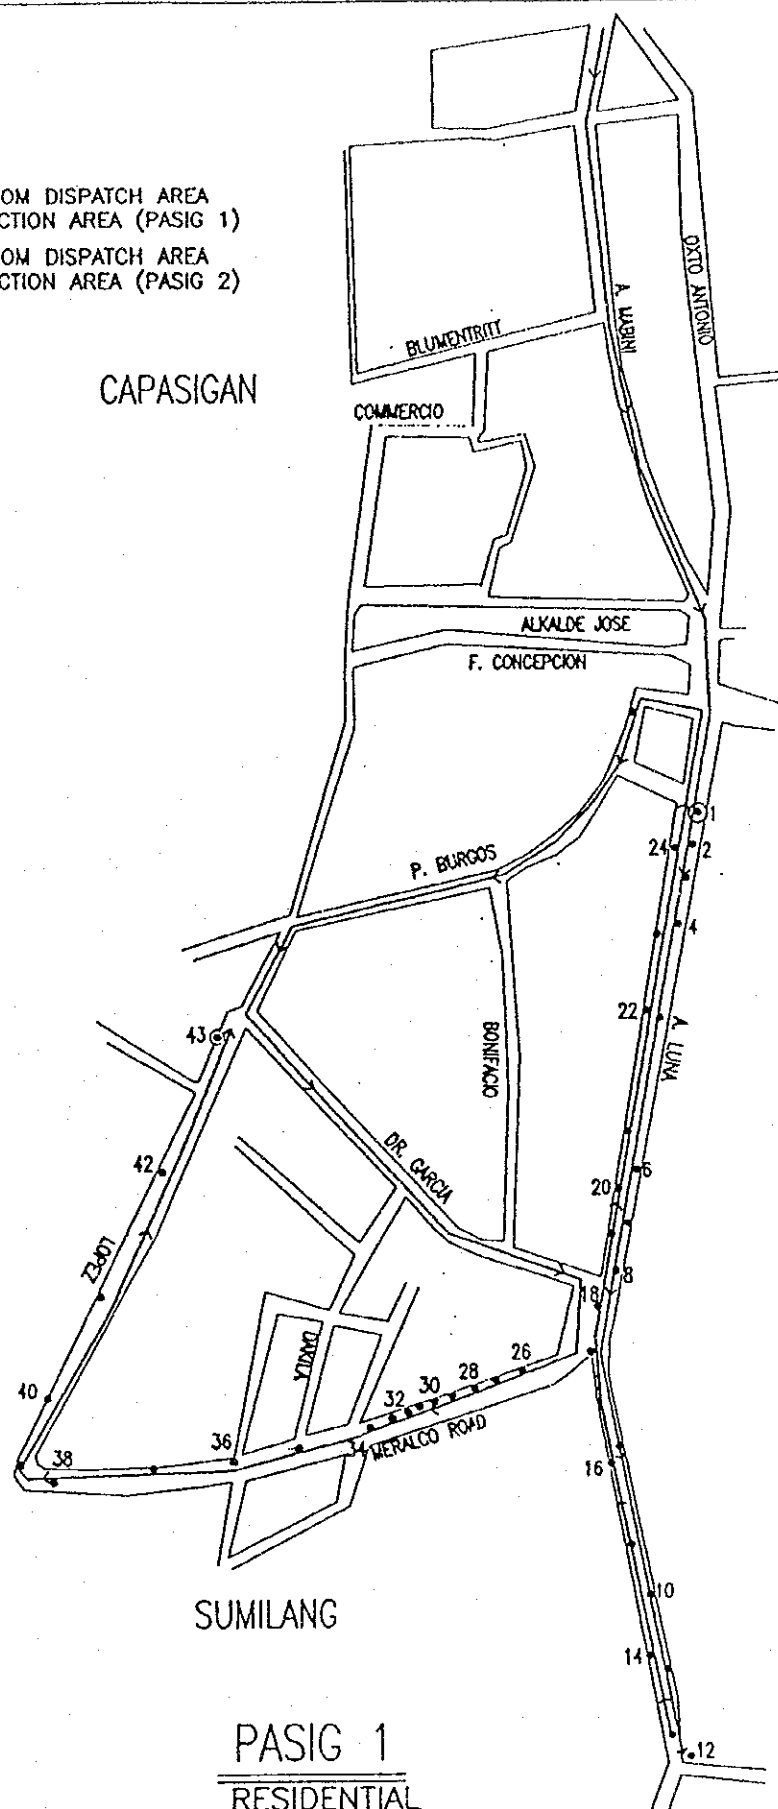 OM DISPATCH AREA
CTION AREA (PASIG 1)
OM DISPATCH AREA
CTION AREA (PASIG 2)
CAPASIGAN
BLUMENTRITT
A. MABINI
DXTO ANTONIO
COMMERCIO
ALKALDE JOSE
F. CONCEPCION
1
24
2
P. BURGOS
4
22
A. LUNA
43
BONIFACIO
DR. GARCIA
42
6
20
LOPEZ
8
18
DAKILA
26
28
30
32
40
34
MERALCO ROAD
36
38
16
10
SUMILANG
14
12
PASIG 1
RESIDENTIAL